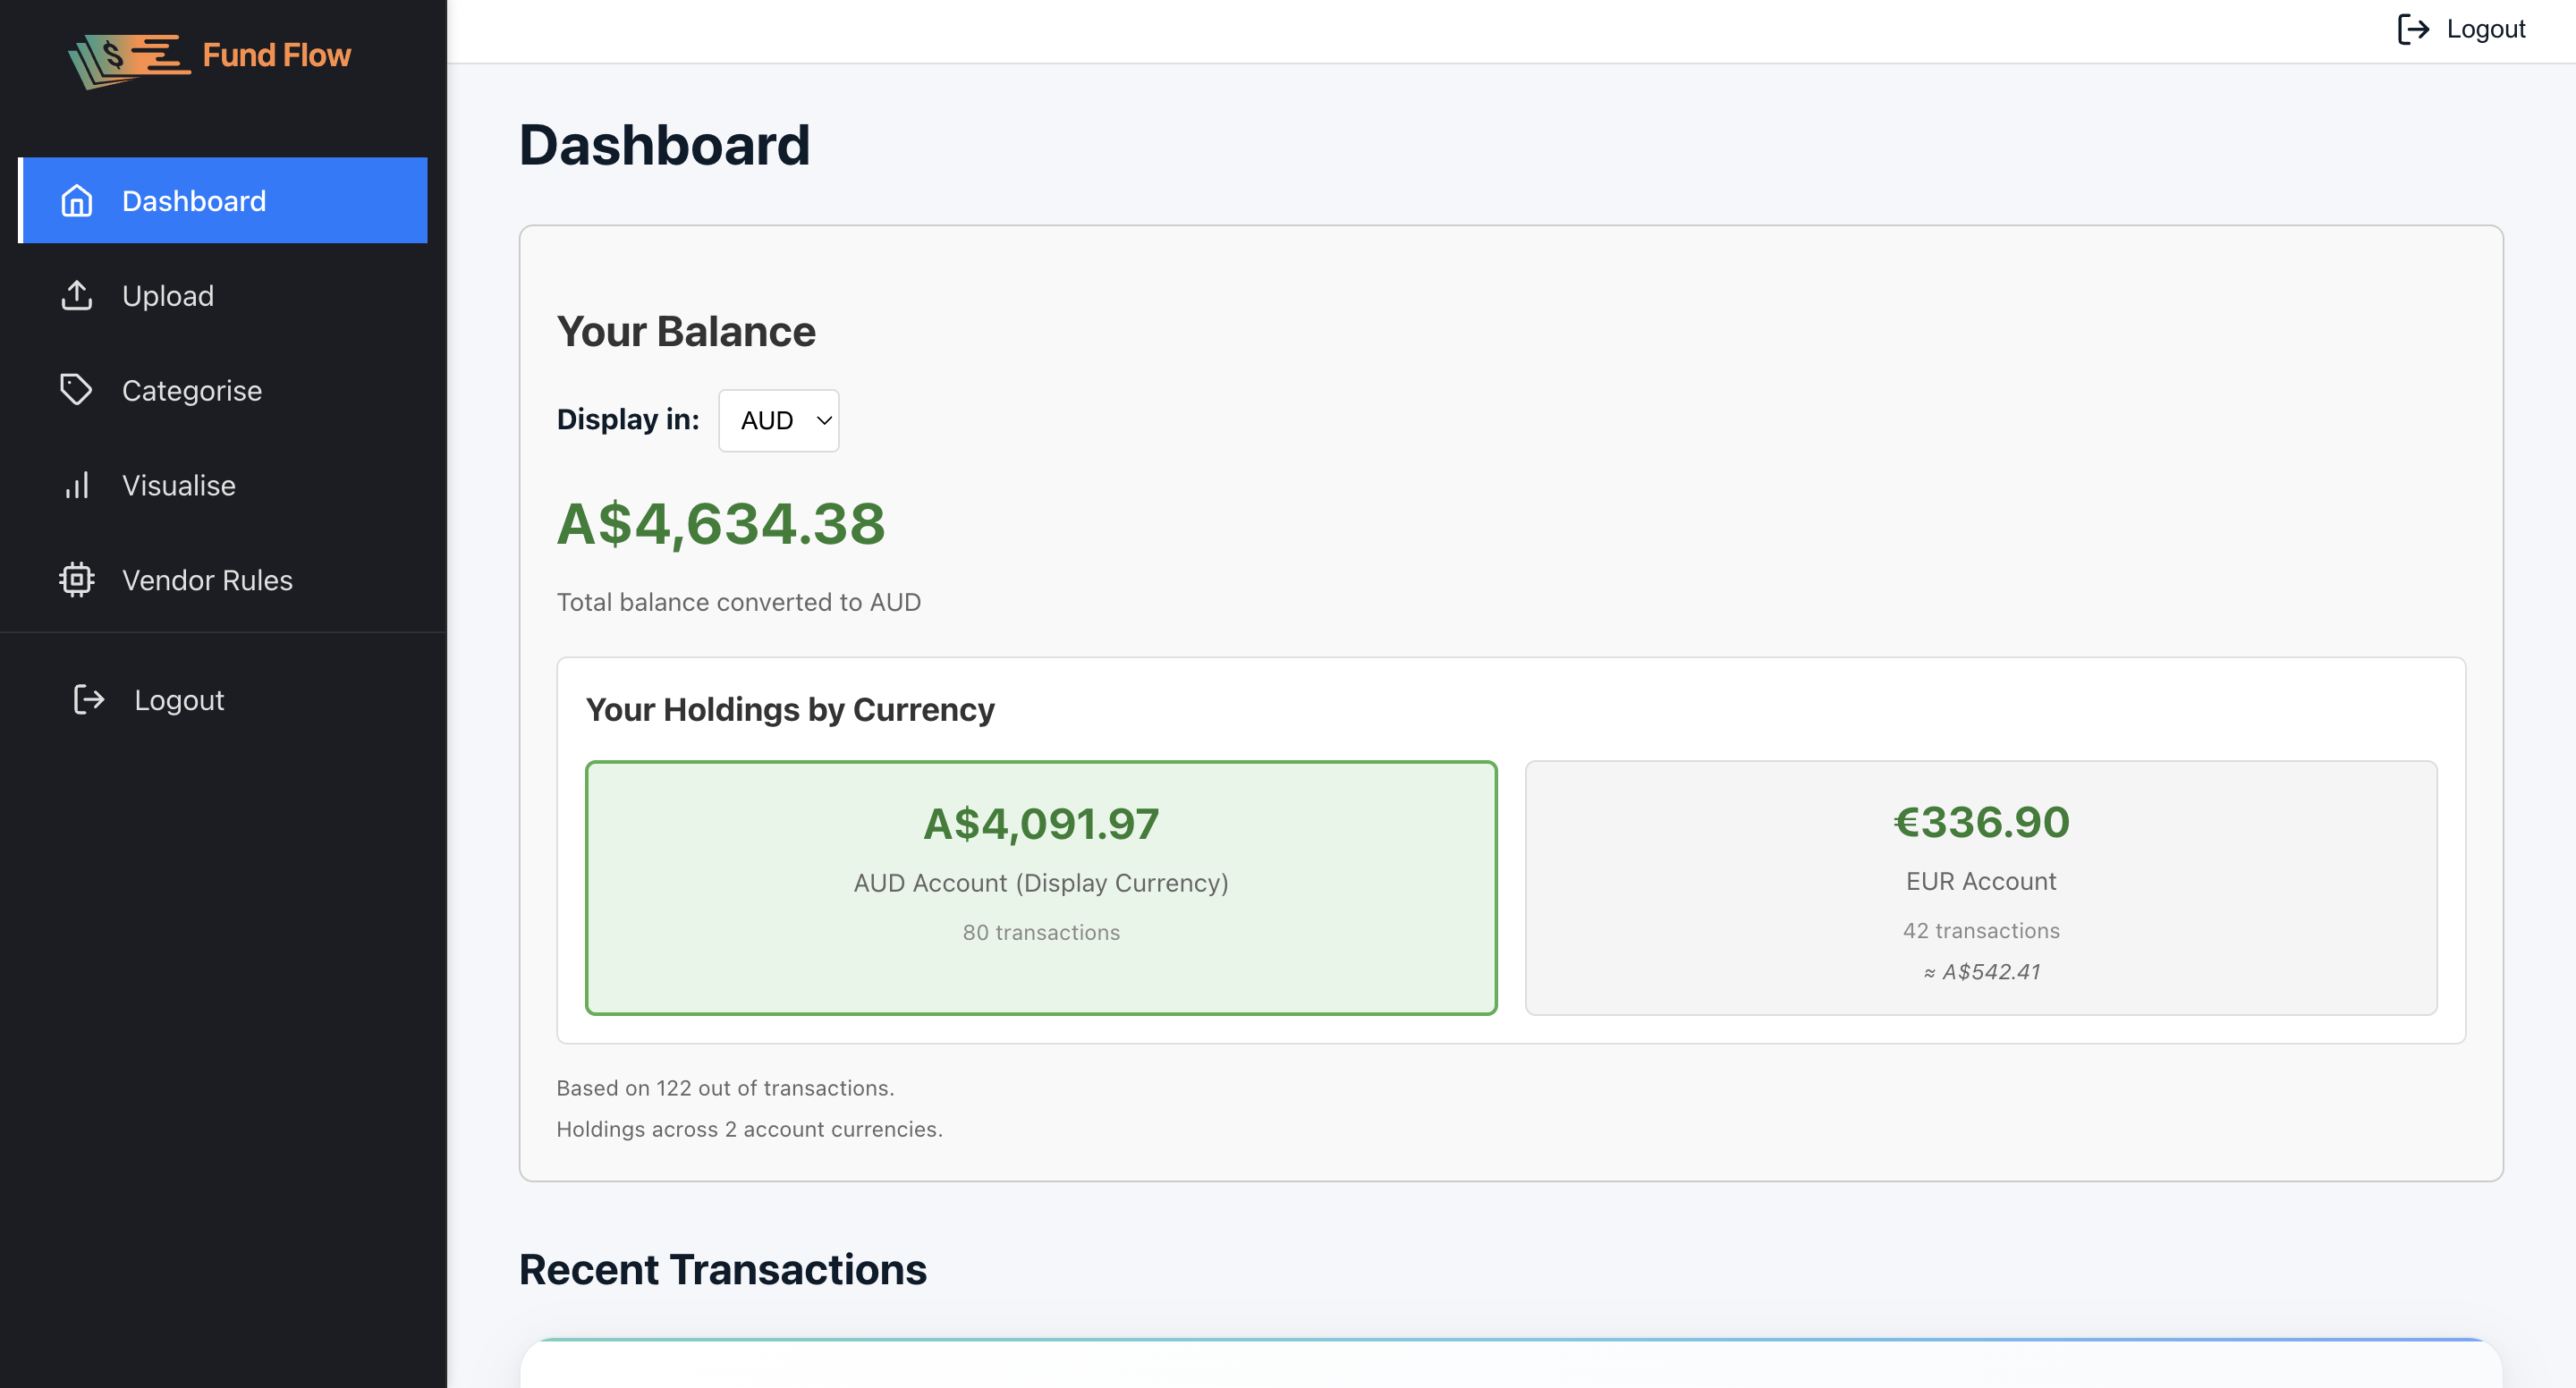 $ Fund Flow
Logout
Dashboard
Upload
Categorise
Visualise
Vendor Rules
Logout
Dashboard
Your Balance
Display in: AUD
A$4,634.38
Total balance converted to AUD
Your Holdings by Currency
A$4,091.97
AUD Account (Display Currency)
80 transactions
€336.90
EUR Account
42 transactions
≈ A$542.41
Based on 122 out of transactions.
Holdings across 2 account currencies.
Recent Transactions